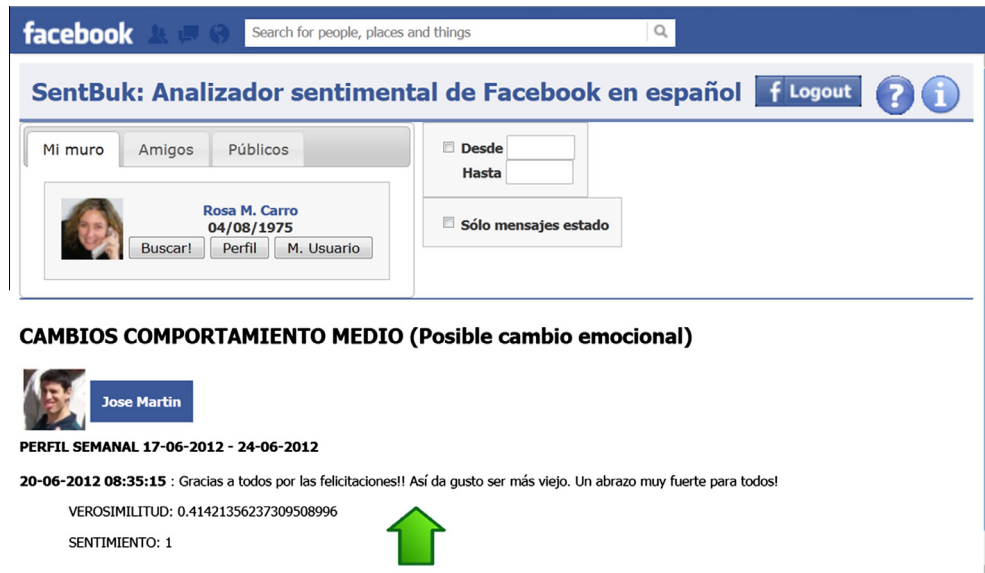 facebook Search for people, places and things
SentBuk: Analizador sentimental de Facebook en español f Logout ? i
Mi muro Amigos Públicos
Desde
Hasta
Rosa M. Carro
04/08/1975
Buscar! Perfil M. Usuario
Sólo mensajes estado
CAMBIOS COMPORTAMIENTO MEDIO (Posible cambio emocional)
Jose Martin
PERFIL SEMANAL 17-06-2012 - 24-06-2012
20-06-2012 08:35:15 : Gracias a todos por las felicitaciones!! Así da gusto ser más viejo. Un abrazo muy fuerte para todos!
VEROSIMILITUD: 0.41421356237309508996
SENTIMIENTO: 1